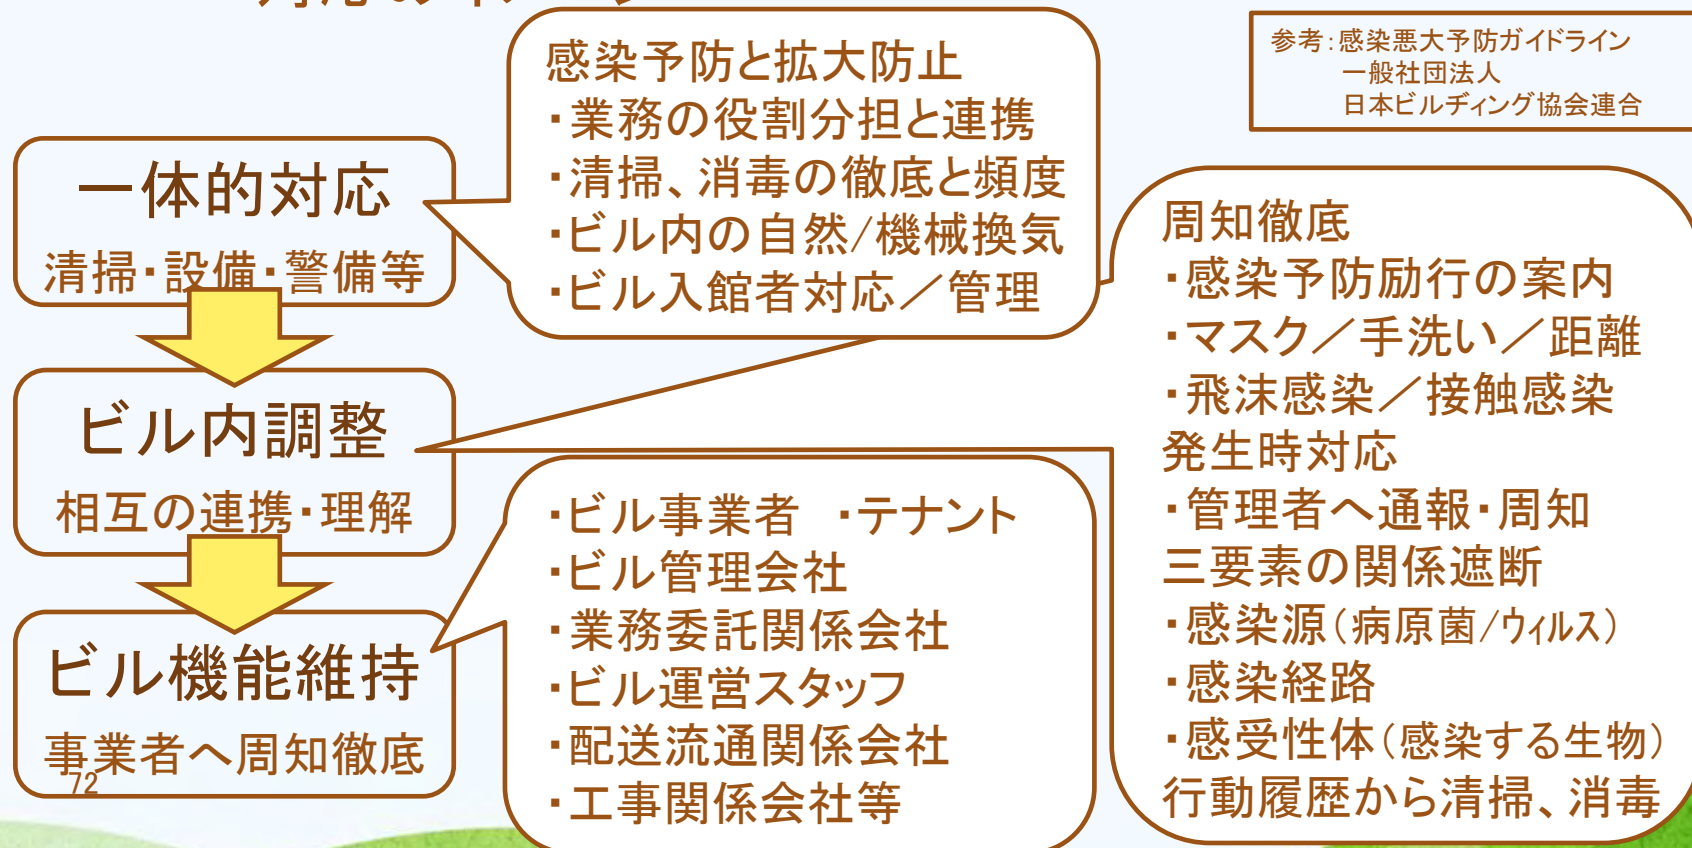 参考：感染悪大予防ガイドライン
一般社団法人
日本ビルヂィング協会連合
一体的対応
清掃・設備・警備等
感染予防と拡大防止
・業務の役割分担と連携
・清掃、消毒の徹底と頻度
・ビル内の自然/機械換気
・ビル入館者対応／管理
ビル内調整
相互の連携・理解
周知徹底
・感染予防励行の案内
・マスク／手洗い／距離
・飛沫感染／接触感染
発生時対応
・管理者へ通報・周知
三要素の関係遮断
・感染源（病原菌/ウィルス）
・感染経路
・感受性体（感染する生物）
行動履歴から清掃、消毒
ビル機能維持
事業者へ周知徹底
・ビル事業者　・テナント
・ビル管理会社
・業務委託関係会社
・ビル運営スタッフ
・配送流通関係会社
・工事関係会社等
72